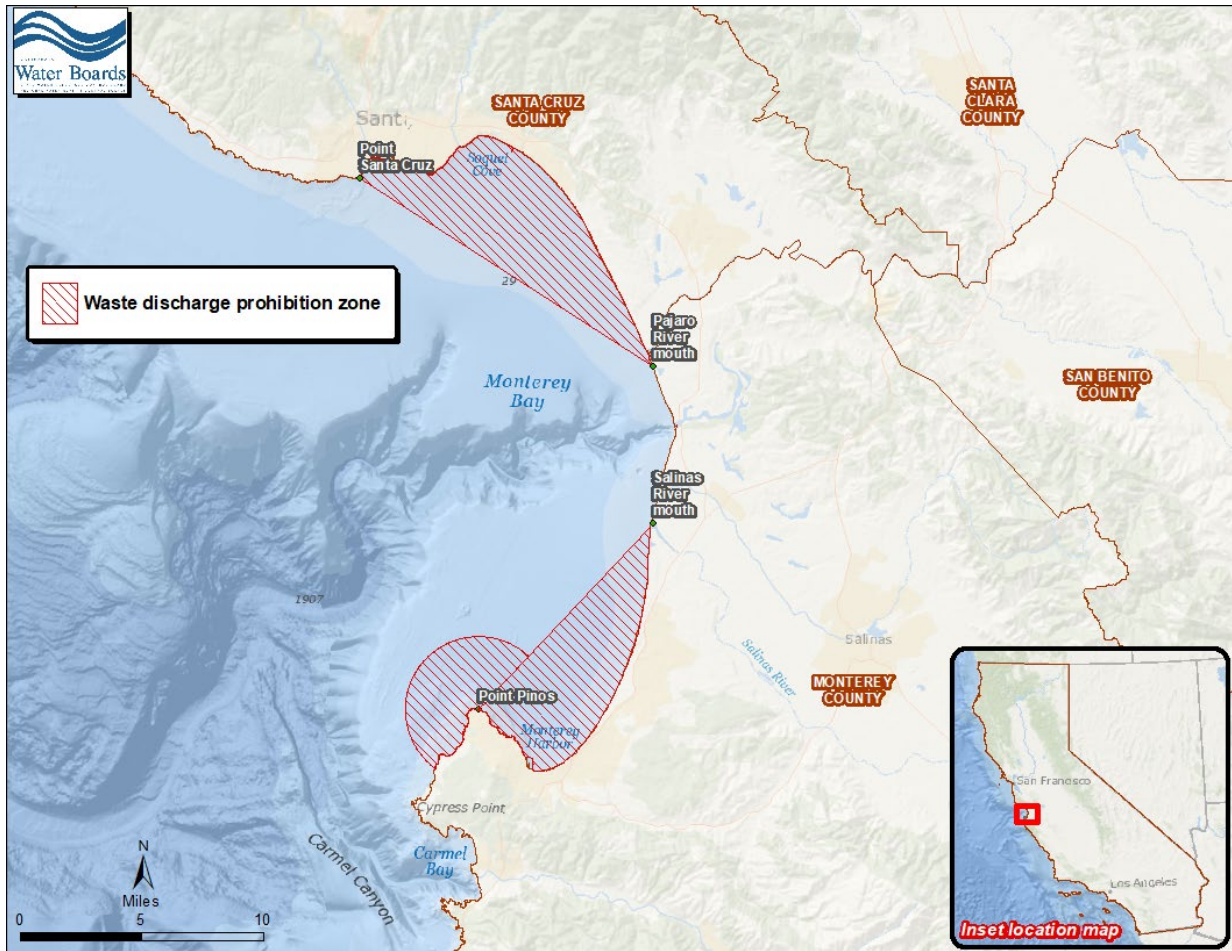 Water Boards
SANTA CRUZ
COUNTY
SANTA
CLARA
COUNTY
Point
Santa Cruz
Soquel
Cove
Waste discharge prohibition zone
29
Pajaro
River
mouth
SAN BENITO
COUNTY
Monterey
Bay
Salinas
River
mouth
1907
Salinas
Salinas River
MONTEREY
COUNTY
Point Pinos
Monterey
Harbor
Cypress Point
Carmel
Bay
Carmel Canyon
N
Miles
0
5
10
San Francisco
Los Angeles
Inset location map